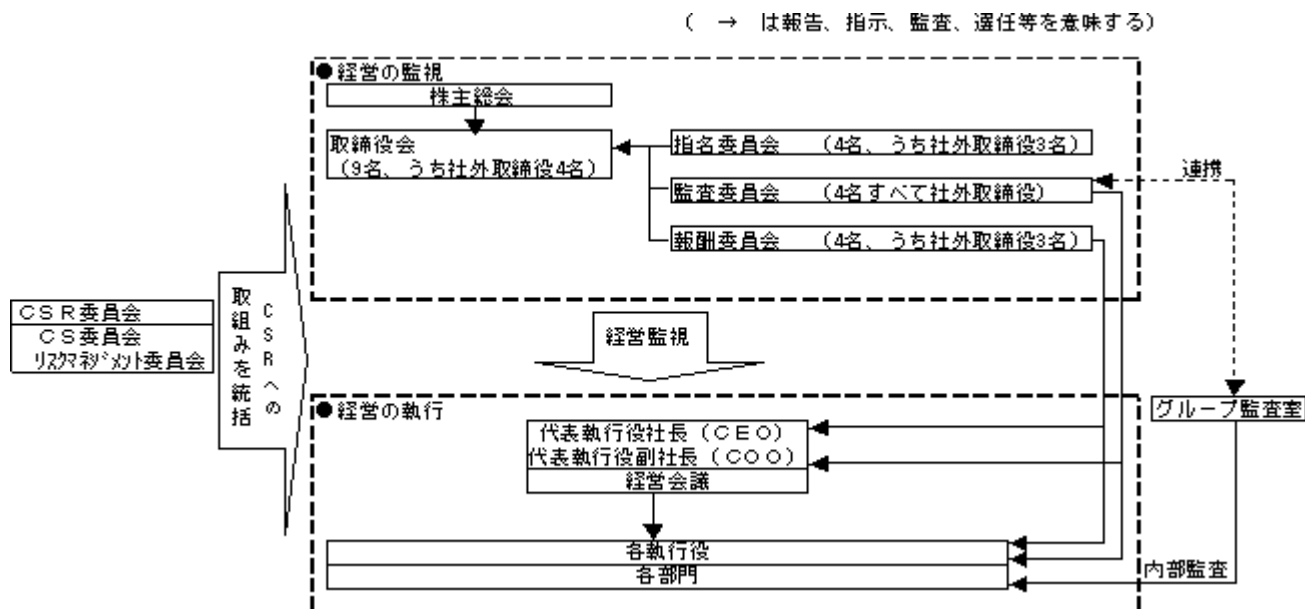 （　→　は報告、指示、監査、選任等を意味する）
●経営の監視
株主総会
取締役会
（9名、うち社外取締役4名）
指名委員会　（4名、うち社外取締役3名）
監査委員会　（4名すべて社外取締役）
報酬委員会　（4名、うち社外取締役3名）
連携
ＣＳＲ委員会
ＣＳ委員会
ﾘｽｸﾏﾈｼﾞﾒﾝﾄ委員会
ＣＳＲへの
取組みを統括
経営監視
●経営の執行
代表執行役社長（ＣＥＯ）
代表執行役副社長（ＣＯＯ）
経営会議
グループ監査室
各執行役
各部門
内部監査